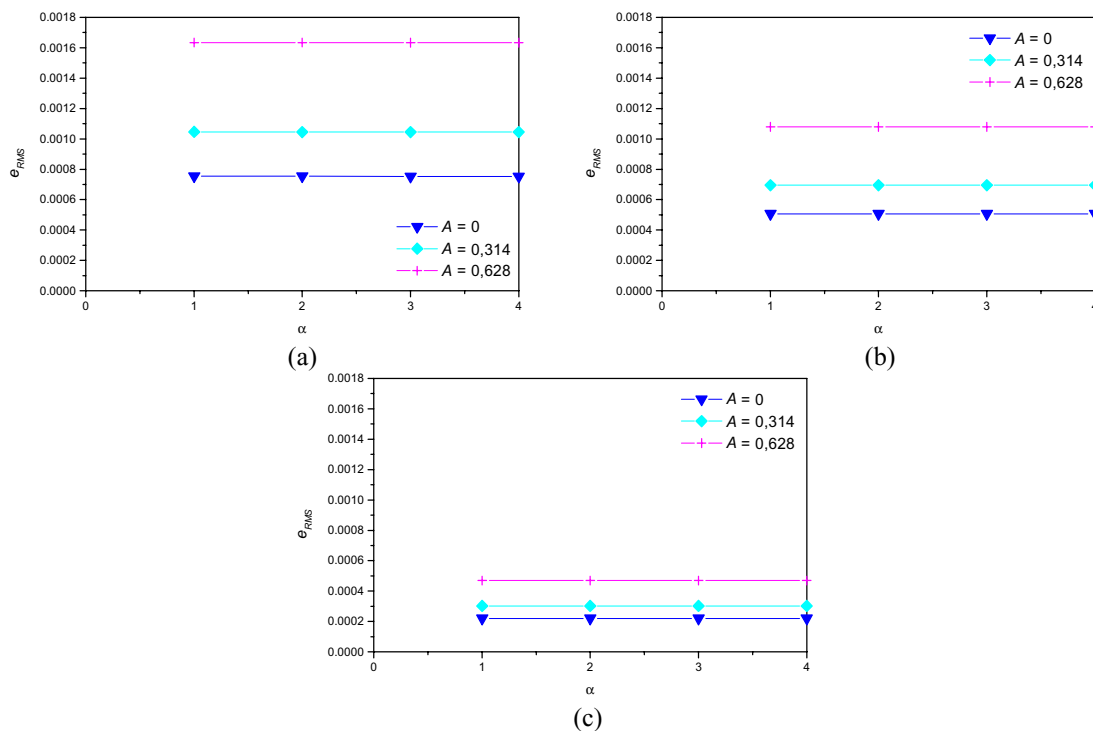 0.0018
0.0016
0.0014
0.0012
0.0010
0.0008
0.0006
0.0004
0.0002
0.0000
e RMS
0 1 2 3 4
α
A = 0
A = 0,314
A = 0,628
(a)
0.0018
0.0016
0.0014
0.0012
0.0010
0.0008
0.0006
0.0004
0.0002
0.0000
e RMS
0 1 2 3 4
α
A = 0
A = 0,314
A = 0,628
(b)
0.0018
0.0016
0.0014
0.0012
0.0010
0.0008
0.0006
0.0004
0.0002
0.0000
e RMS
0 1 2 3 4
α
A = 0
A = 0,314
A = 0,628
(c)